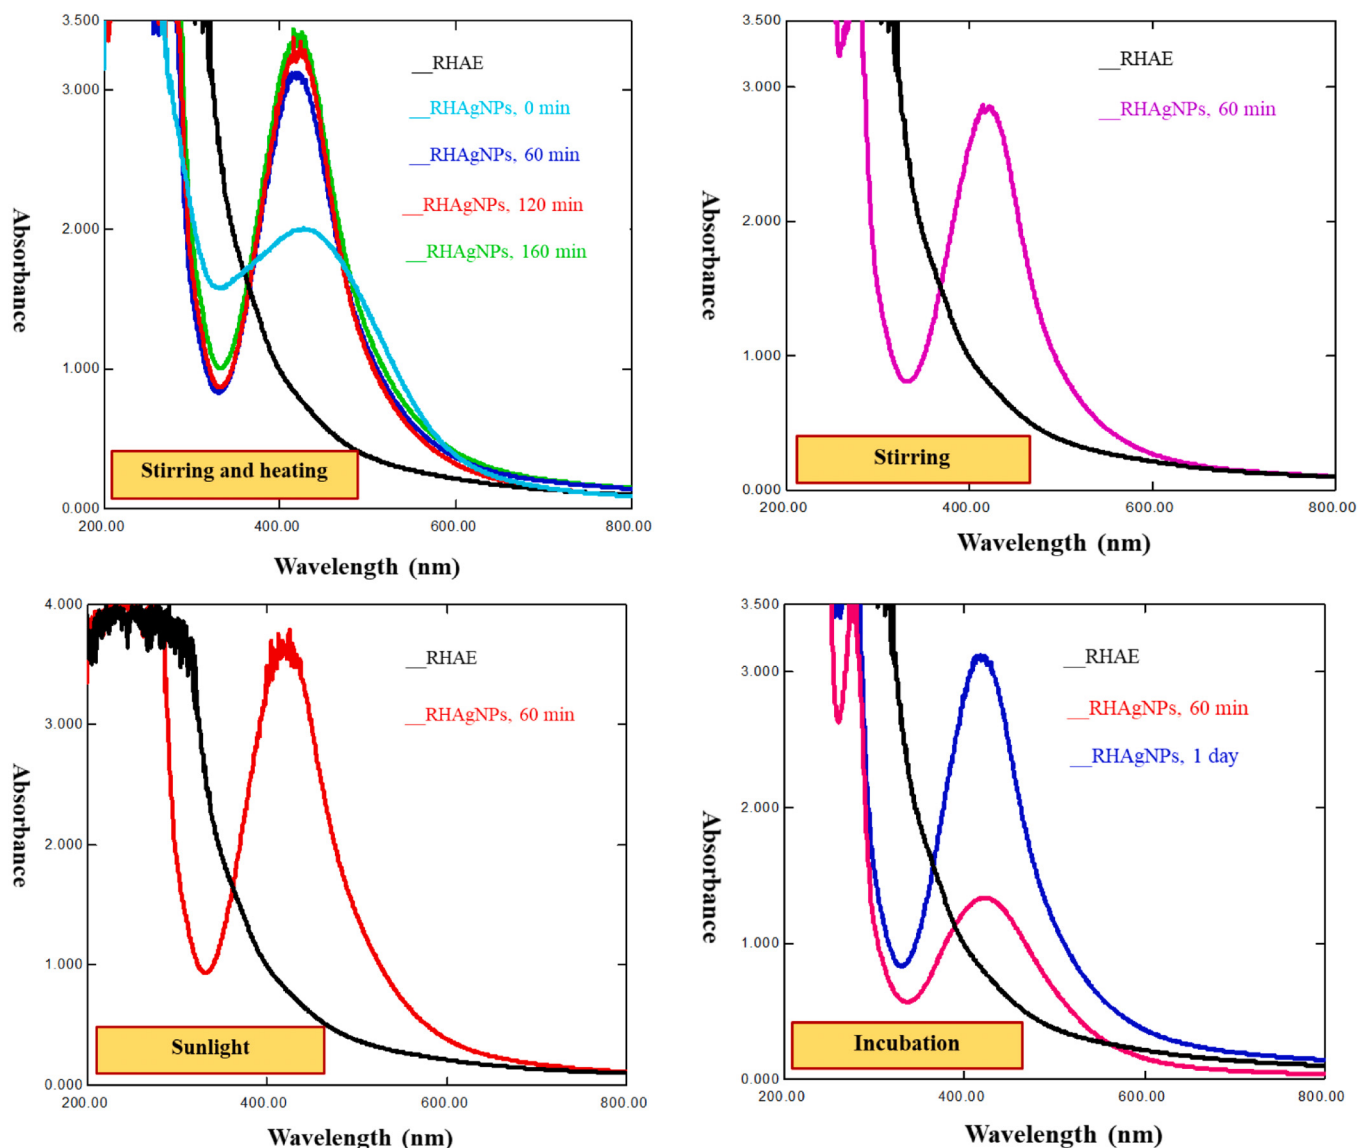 3.500
3.000
2.000
1.000
0.000
200.00
400.00
600.00
800.00
Absorbance
Wavelength (nm)
__RHAE
__RHAgNPs, 0 min
__RHAgNPs, 60 min
__RHAgNPs, 120 min
__RHAgNPs, 160 min
Stirring and heating
3.500
3.000
2.000
1.000
0.000
200.00
400.00
600.00
800.00
Absorbance
Wavelength (nm)
__RHAE
__RHAgNPs, 60 min
Stirring
4.000
3.000
2.000
1.000
0.000
200.00
400.00
600.00
800.00
Absorbance
Wavelength (nm)
__RHAE
__RHAgNPs, 60 min
Sunlight
3.500
3.000
2.000
1.000
0.000
200.00
400.00
600.00
800.00
Absorbance
Wavelength (nm)
__RHAE
__RHAgNPs, 60 min
__RHAgNPs, 1 day
Incubation